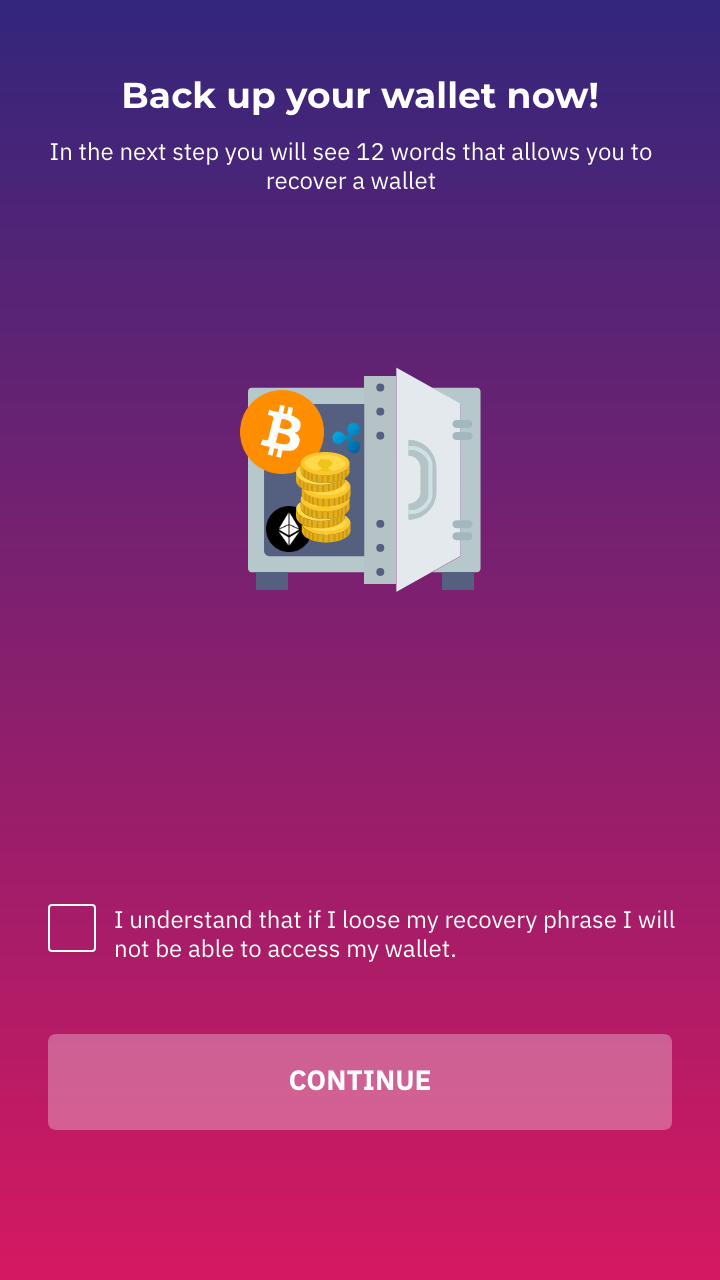 Back up your wallet now!
In the next step you will see 12 words that allows you to
recover a wallet
I understand that if I loose my recovery phrase I will
not be able to access my wallet.
CONTINUE